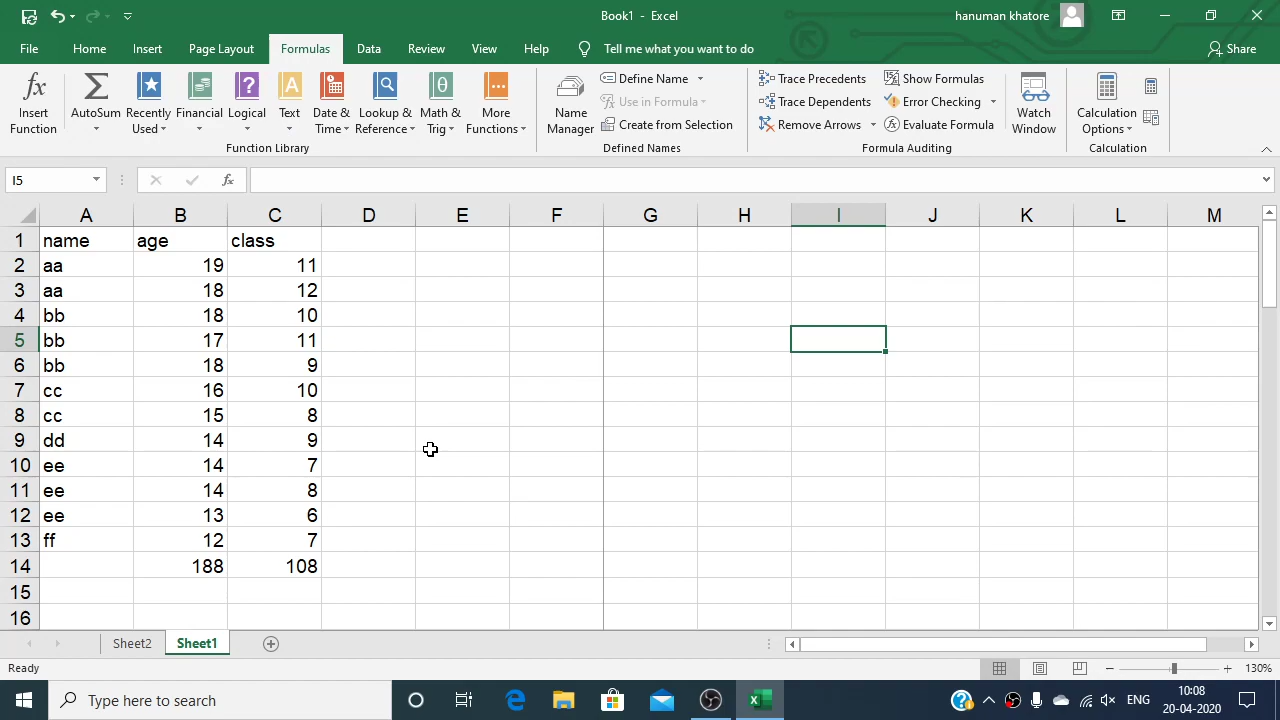 Book1 - Excel
hanuman khatore
File Home Insert Page Layout Formulas Data Review View Help Tell me what you want to do Share
fx Insert Function
Σ AutoSum
Recently Used
Financial
Logical
A Text
Date & Time
Lookup & Reference
θ Math & Trig
More Functions
Function Library
Name Manager
Define Name
Use in Formula
Create from Selection
Defined Names
Trace Precedents
Trace Dependents
Remove Arrows
Show Formulas
Error Checking
fx Evaluate Formula
Formula Auditing
Watch Window
Calculation Options
Calculation
I5 fx
A B C D E F G H I J K L M
1 name age class
2 aa 19 11
3 aa 18 12
4 bb 18 10
5 bb 17 11
6 bb 18 9
7 cc 16 10
8 cc 15 8
9 dd 14 9
10 ee 14 7
11 ee 14 8
12 ee 13 6
13 ff 12 7
14 188 108
15
16
Sheet2 Sheet1
Ready 130%
Type here to search
ENG
10:08
20-04-2020